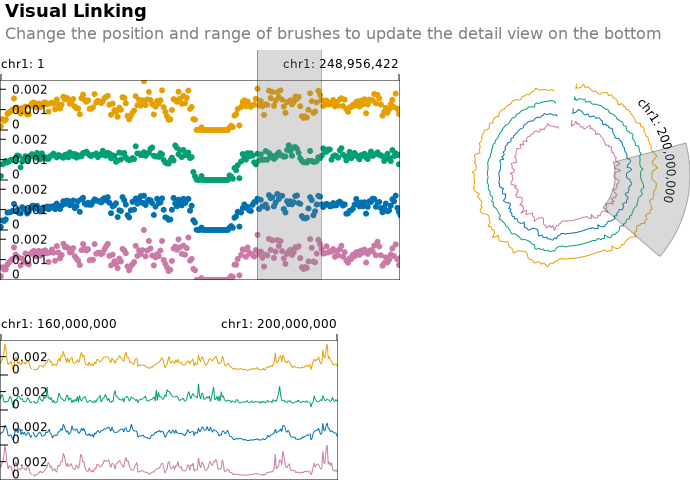 Visual Linking
Change the position and range of brushes to update the detail view on the bottom
chr1: 1
chr1: 248,956,422
0.002
0.001
0
0.002
0.001
0
0.002
0.001
0
0.002
0.001
0
chr1: 200,000,000
chr1: 160,000,000
chr1: 200,000,000
0.002
0
0.002
0
0.002
0
0.002
0